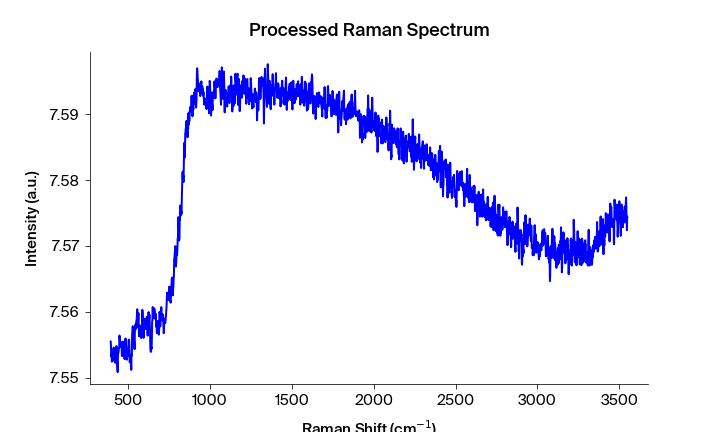 Processed Raman Spectrum
Intensity (a.u.)
7.59
7.58
7.57
7.56
7.55
500 1000 1500 2000 2500 3000 3500
Raman Shift (cm⁻¹)